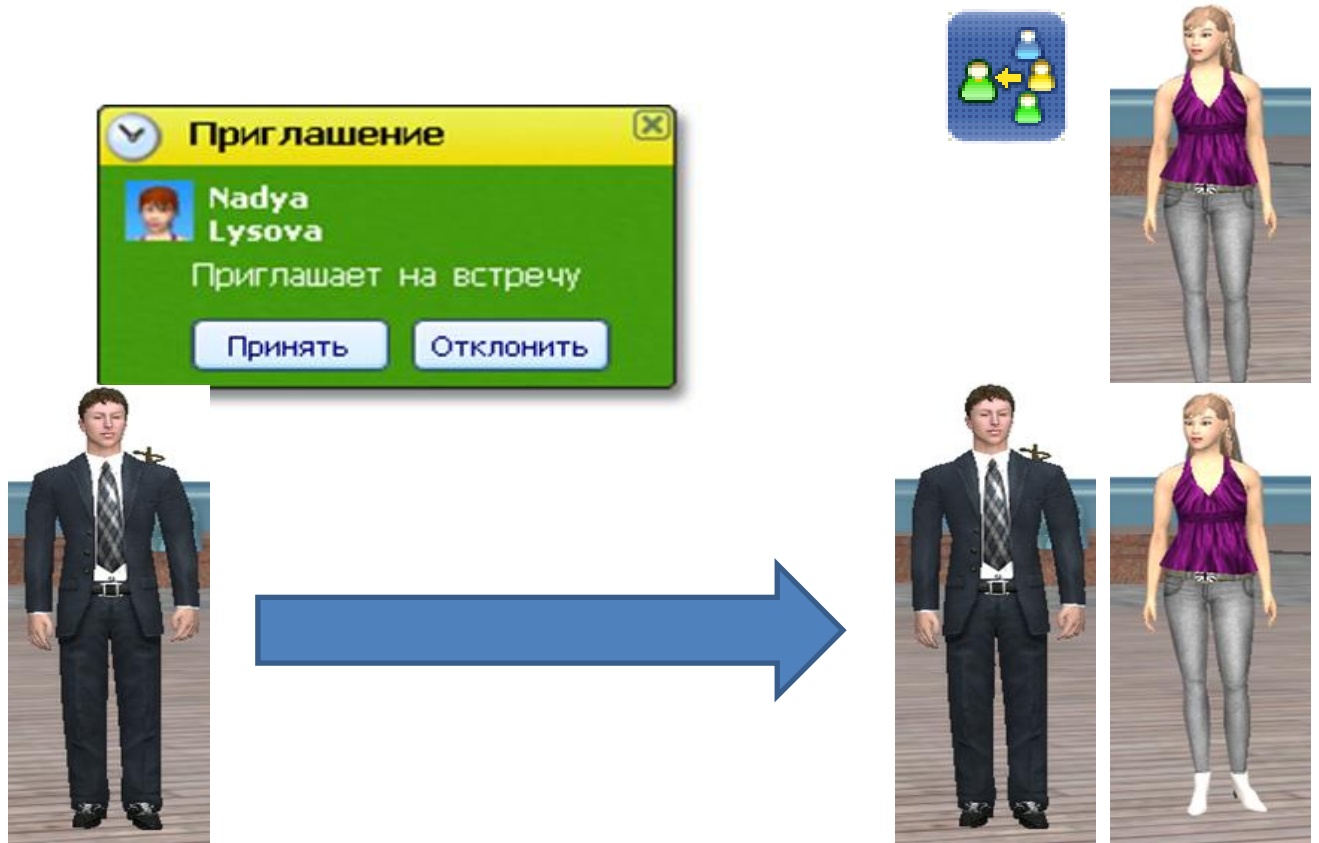 Приглашение
Nadya
Lysova
Приглашает на встречу
Принять Отклонить